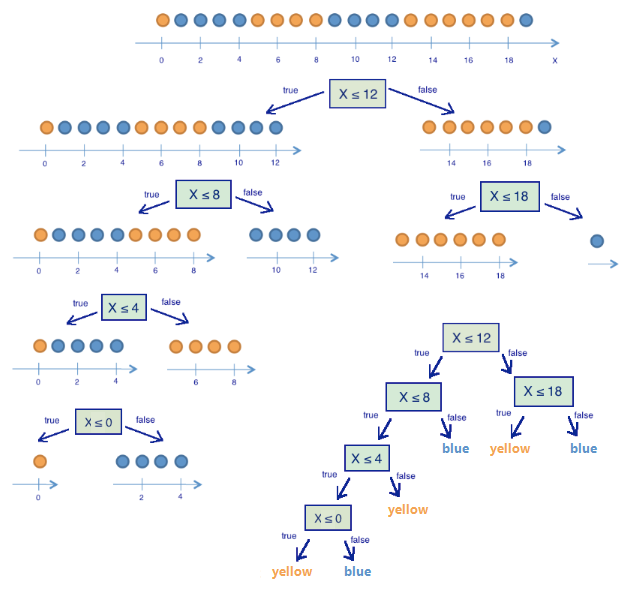 0 2 4 6 8 10 12 14 16 18 X
true X ≤ 12 false
0 2 4 6 8 10 12
14 16 18
true X ≤ 8 false
true X ≤ 18 false
0 2 4 6 8
10 12
14 16 18
true X ≤ 4 false
0 2 4
6 8
X ≤ 12
true false
X ≤ 8
X ≤ 18
true X ≤ 0 false
true false
true false
blue
yellow
blue
X ≤ 4
true false
0
2 4
yellow
X ≤ 0
true false
yellow blue